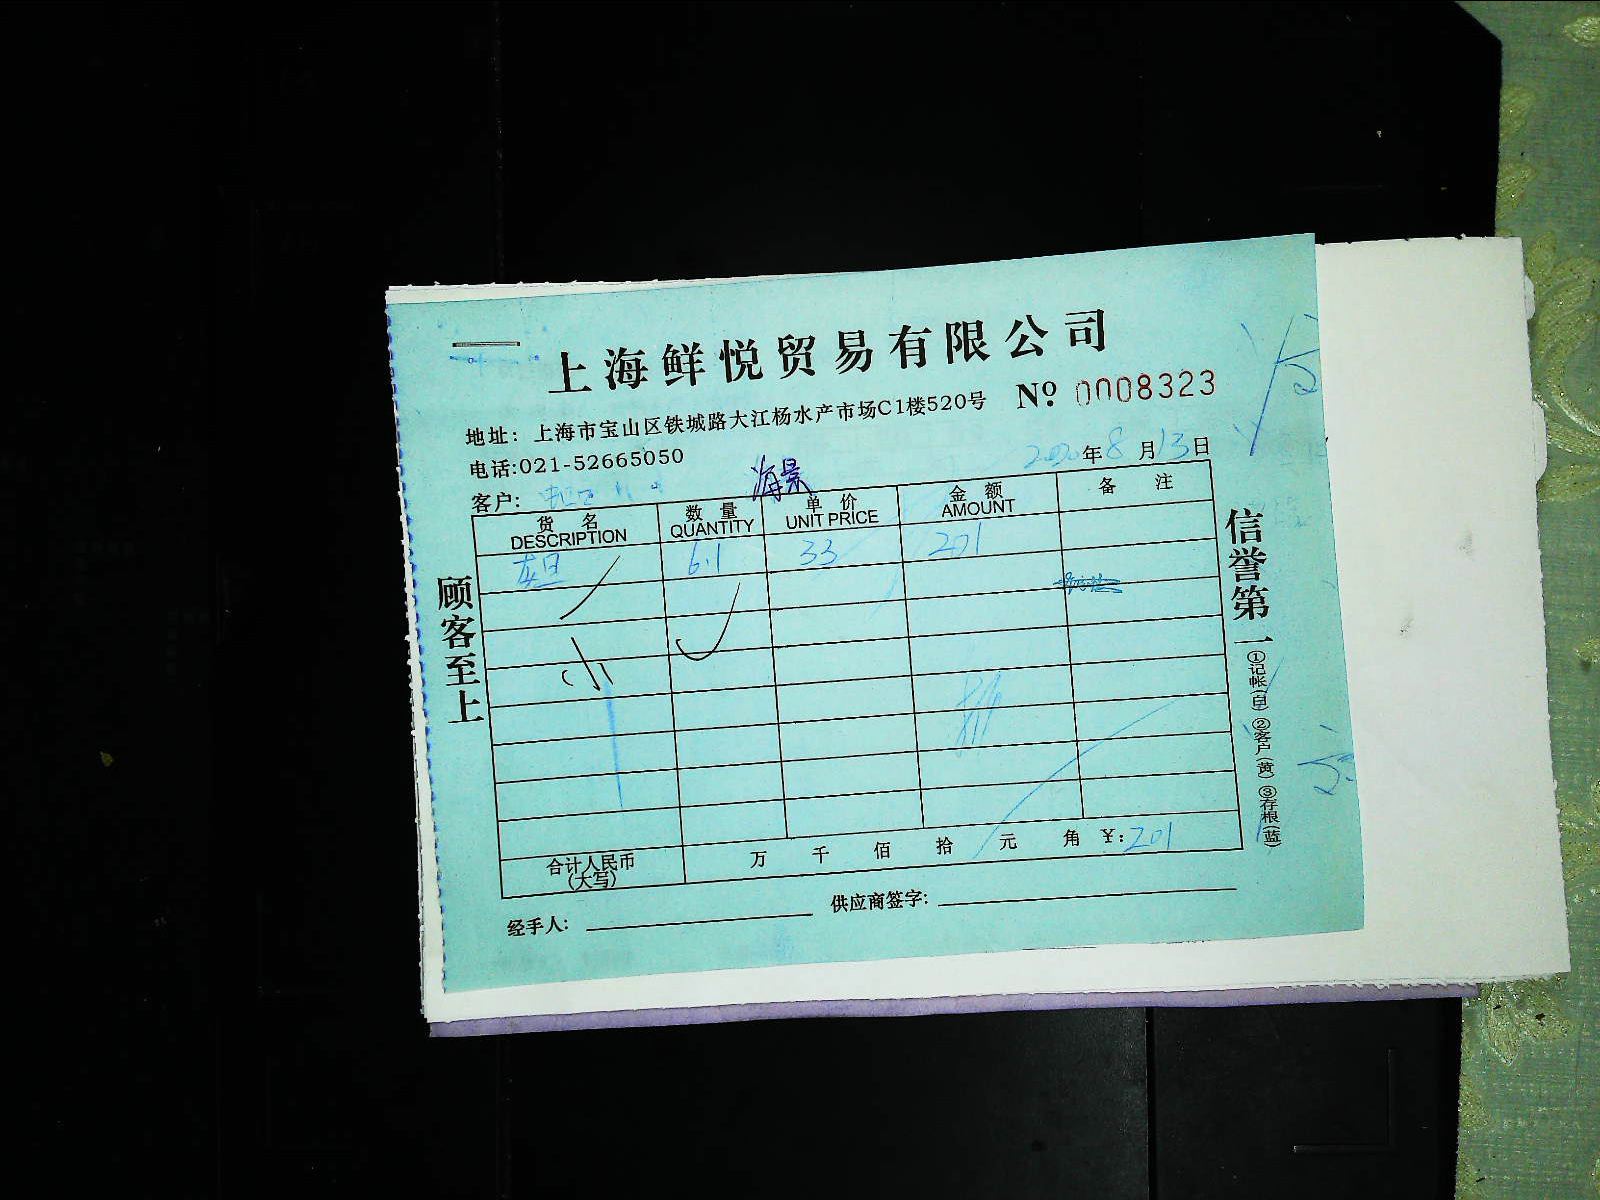 上海鲜悦贸易有限公司
地址：上海市宝山区铁城路大江杨水产市场C1楼520号 Nº 0008323
电话:021-52665050
2020年8月13日
客户:
海景
货名 数量 单价 金额 备注
DESCRIPTION QUANTITY UNIT PRICE AMOUNT
6.1 33 201
合计人民币 万 千 佰 拾 元 角 ¥:201
(大写)
经手人: 供应商签字:
顾客至上
信誉第一
①记帐(白)②客户(黄)③存根(蓝)